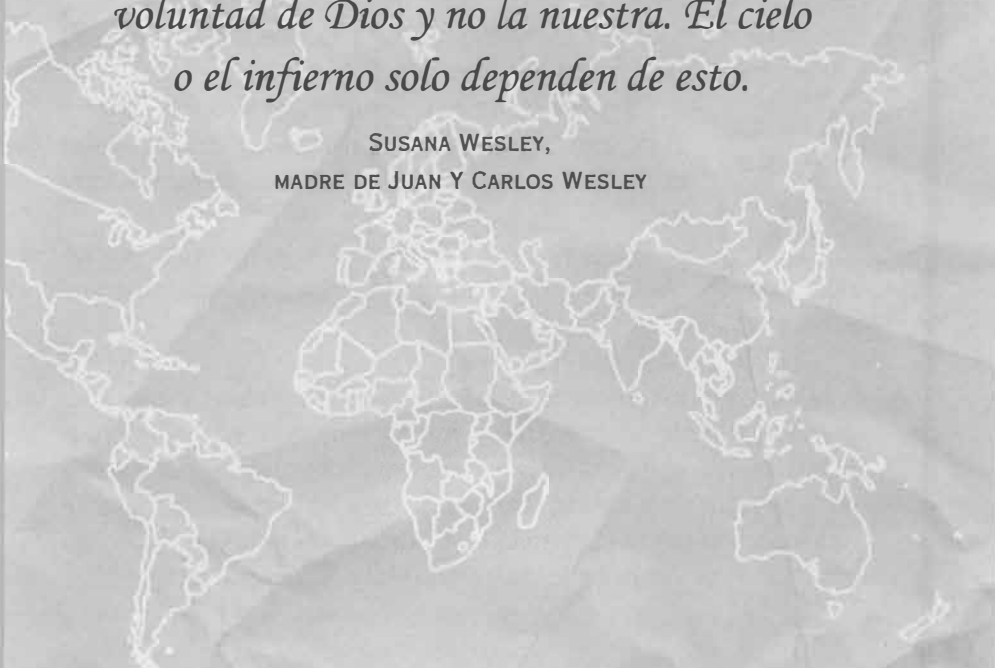 voluntad de Dios y no la nuestra. El cielo
o el infierno solo dependen de esto.
Susana Wesley,
madre de Juan Y Carlos Wesley